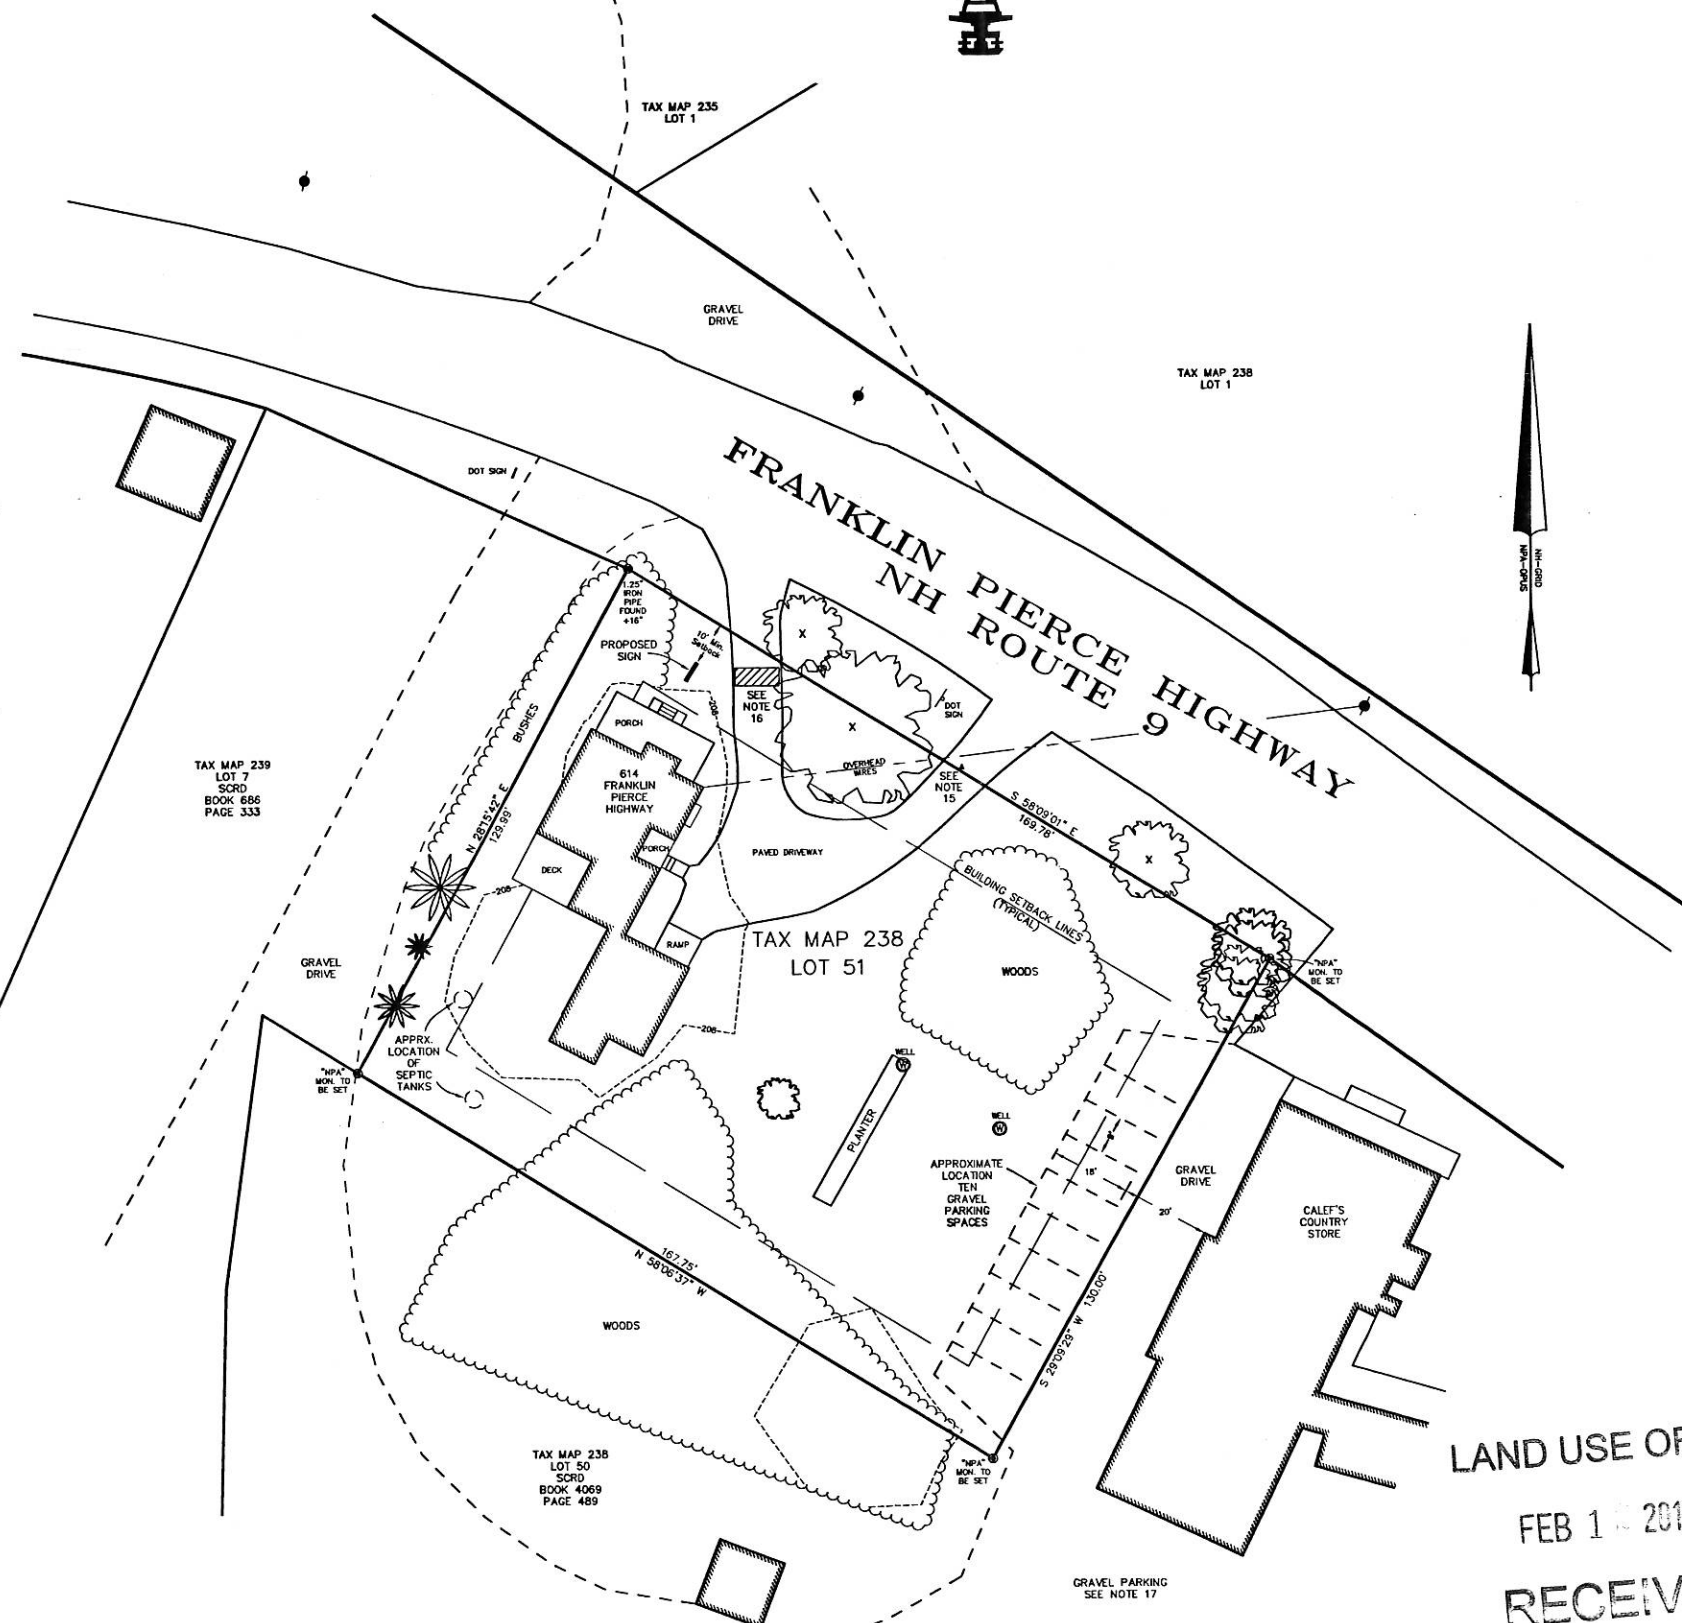 TAX MAP 235
LOT 1
GRAVEL
DRIVE
TAX MAP 238
LOT 1
NH-GRID
NPA-OPUS
FRANKLIN PIERCE HIGHWAY
NH ROUTE 9
DOT SIGN
1.25"
IRON
PIPE
FOUND
+16"
PROPOSED
SIGN
10' Min.
Setback
SEE
NOTE
16
DOT
SIGN
208
BUSHES
PORCH
TAX MAP 239
LOT 7
SCRD
BOOK 686
PAGE 333
614
FRANKLIN
PIERCE
HIGHWAY
OVERHEAD
WIRES
SEE
NOTE
15
S 58°09'01" E
169.78'
N 28°15'42" E
129.99'
PORCH
PAVED DRIVEWAY
DECK
208
BUILDING SETBACK LINES
(TYPICAL)
RAMP
TAX MAP 238
LOT 51
WOODS
"NPA"
MON. TO
BE SET
GRAVEL
DRIVE
APPRX.
LOCATION
OF
SEPTIC
TANKS
208
WELL
"NPA"
MON. TO
BE SET
PLANTER
WELL
APPROXIMATE
LOCATION
TEN
GRAVEL
PARKING
SPACES
18'
20'
GRAVEL
DRIVE
CALEF'S
COUNTRY
STORE
167.75'
N 58°06'37" W
S 29°09'29" W 130.00'
WOODS
TAX MAP 238
LOT 50
SCRD
BOOK 4069
PAGE 489
"NPA"
MON. TO
BE SET
GRAVEL PARKING
SEE NOTE 17
LAND USE OF
FEB 1 201
RECEIV